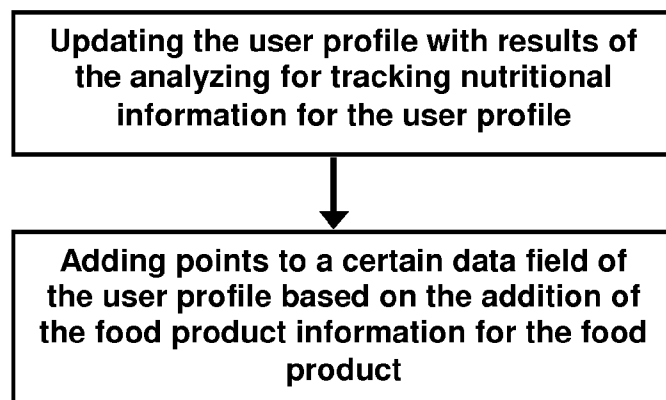 Updating the user profile with results of
the analyzing for tracking nutritional
information for the user profile
Adding points to a certain data field of
the user profile based on the addition of
the food product information for the food
product